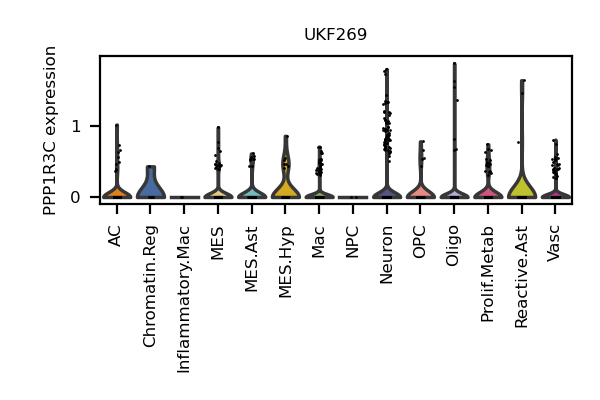 UKF269
PPP1R3C expression
1
0
AC
Chromatin.Reg
Inflammatory.Mac
MES
MES.Ast
MES.Hyp
Mac
NPC
Neuron
OPC
Oligo
Prolif.Metab
Reactive.Ast
Vasc